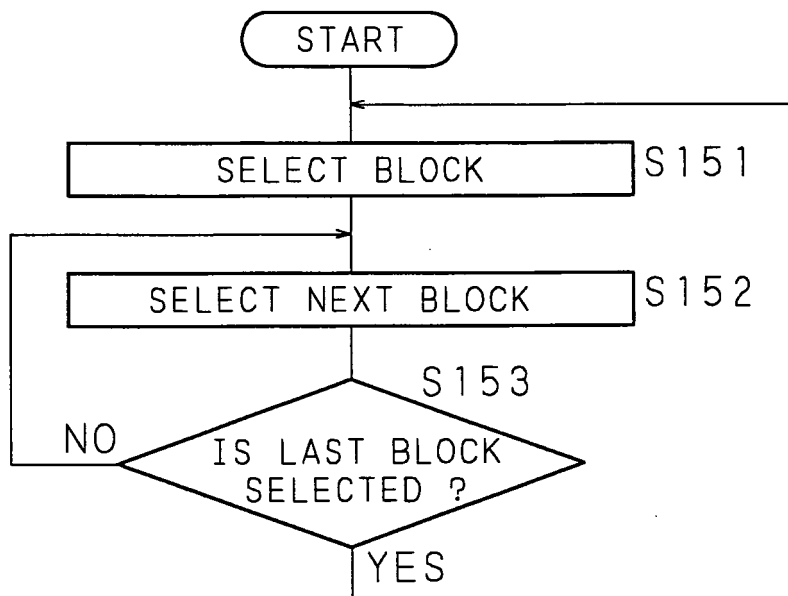 START
SELECT BLOCK
S151
SELECT NEXT BLOCK
S152
S153
NO
IS LAST BLOCK
SELECTED ?
YES